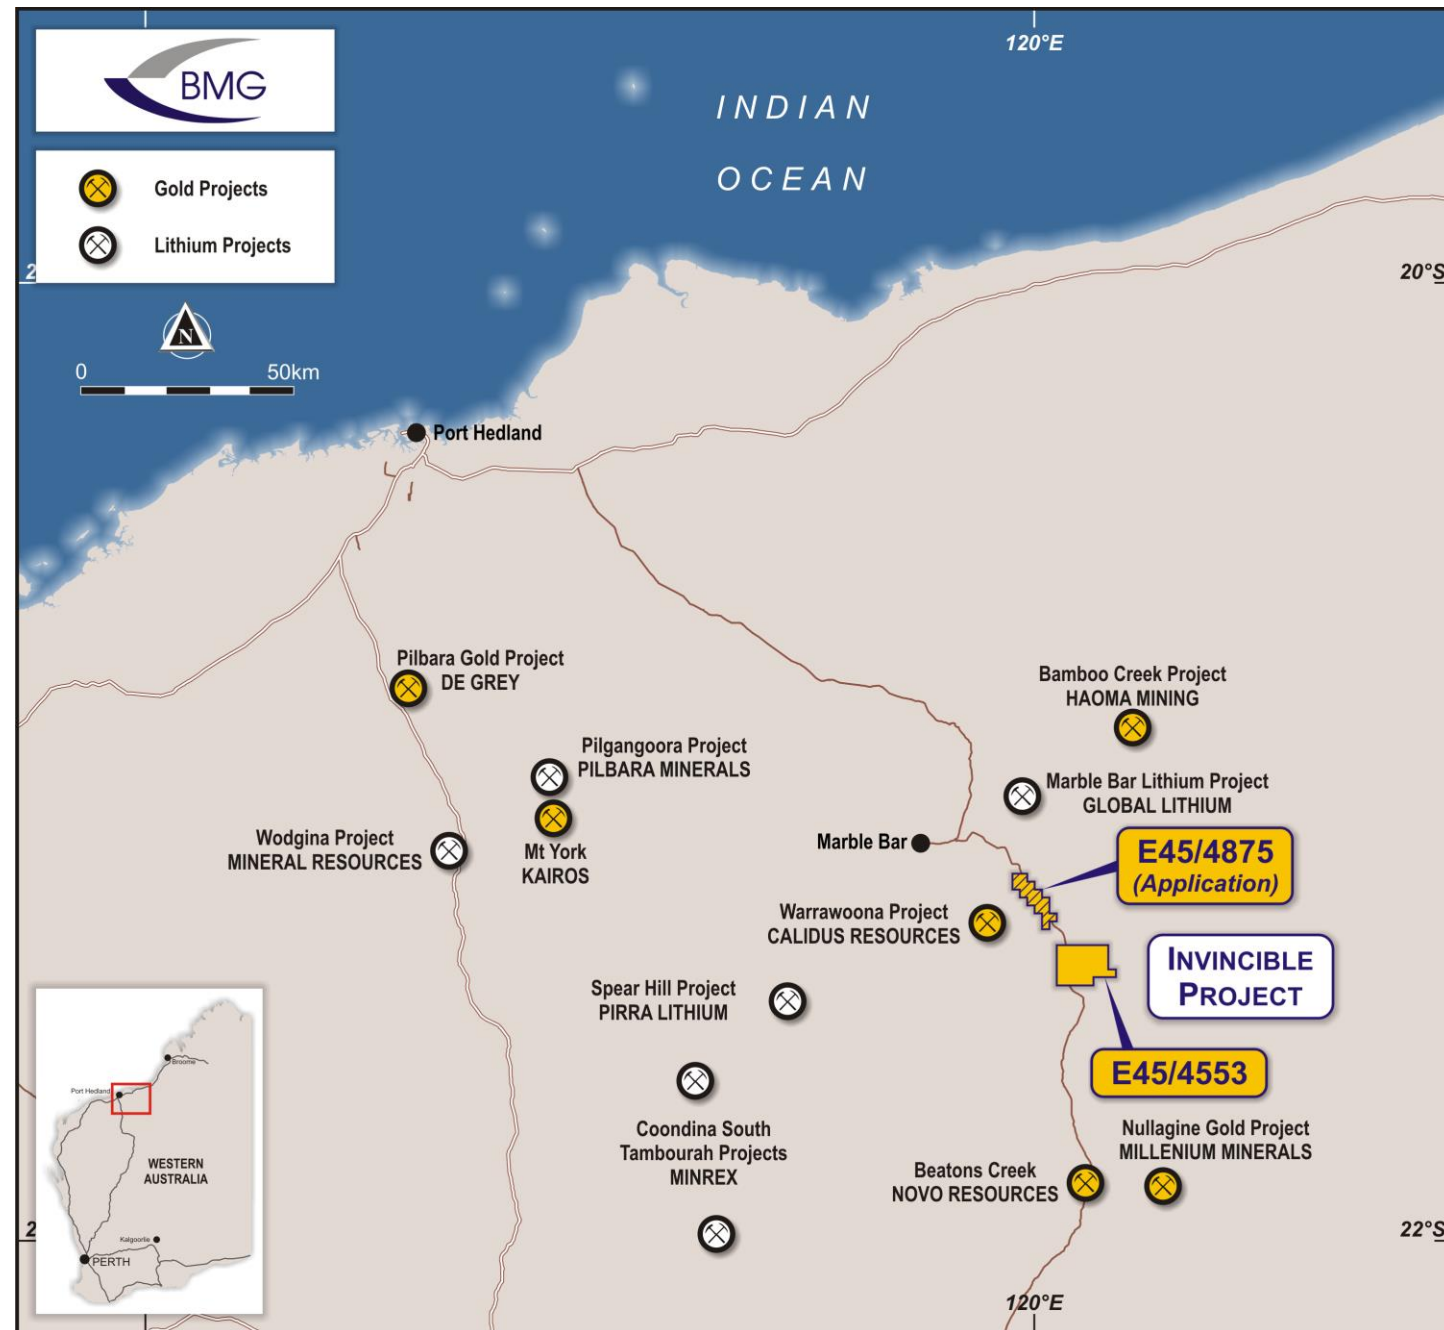 120°E
BMG
INDIAN
OCEAN
Gold Projects
Lithium Projects
20°S
N
0 50km
Port Hedland
Pilbara Gold Project
DE GREY
Bamboo Creek Project
HAOMA MINING
Pilgangoora Project
PILBARA MINERALS
Marble Bar Lithium Project
GLOBAL LITHIUM
Wodgina Project
MINERAL RESOURCES
Mt York
KAIROS
Marble Bar
E45/4875
(Application)
Warrawoona Project
CALIDUS RESOURCES
INVINCIBLE
PROJECT
Spear Hill Project
PIRRA LITHIUM
E45/4553
Coondina South
Tambourah Projects
MINREX
Nullagine Gold Project
MILLENIUM MINERALS
Beatons Creek
NOVO RESOURCES
Broome
Port Hedland
WESTERN
AUSTRALIA
Kalgoorlie
PERTH
22°S
120°E